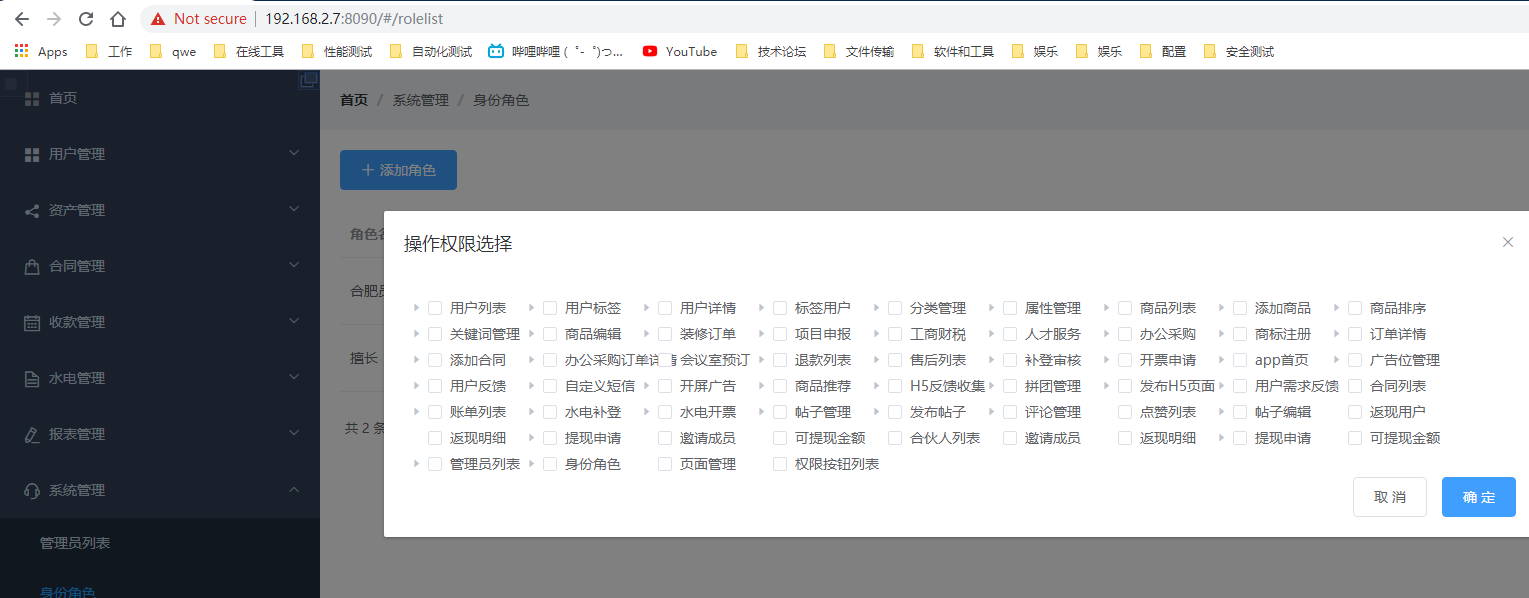 Not secure 192.168.2.7:8090/#/rolelist
Apps 工作 qwe 在线工具 性能测试 自动化测试 哔哩哔哩 ( ゜- ゜)つ... YouTube 技术论坛 文件传输 软件和工具 娱乐 娱乐 配置 安全测试
首页
用户管理
资产管理
合同管理
收款管理
水电管理
报表管理
系统管理
管理员列表
身份角色
首页 / 系统管理 / 身份角色
+ 添加角色
角色
合肥
擅长
共 2 条
操作权限选择
用户列表 用户标签 用户详情 标签用户 分类管理 属性管理 商品列表 添加商品 商品排序
关键词管理 商品编辑 装修订单 项目申报 工商财税 人才服务 办公采购 商标注册 订单详情
添加合同 办公采购订单详情 会议室预订 退款列表 售后列表 补登审核 开票申请 app首页 广告位管理
用户反馈 自定义短信 开屏广告 商品推荐 H5反馈收集 拼团管理 发布H5页面 用户需求反馈 合同列表
账单列表 水电补登 水电开票 帖子管理 发布帖子 评论管理 点赞列表 帖子编辑 返现用户
返现明细 提现申请 邀请成员 可提现金额 合伙人列表 邀请成员 返现明细 提现申请 可提现金额
管理员列表 身份角色 页面管理 权限按钮列表
取 消 确 定